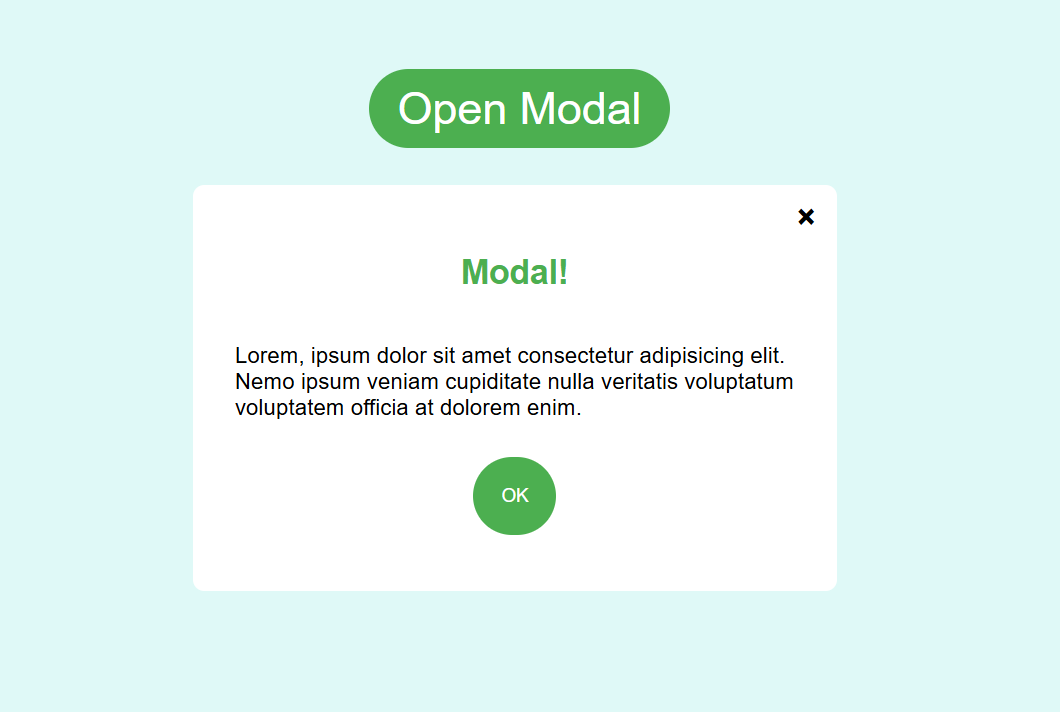 Open Modal
×
Modal!
Lorem, ipsum dolor sit amet consectetur adipisicing elit.
Nemo ipsum veniam cupiditate nulla veritatis voluptatum
voluptatem officia at dolorem enim.
OK